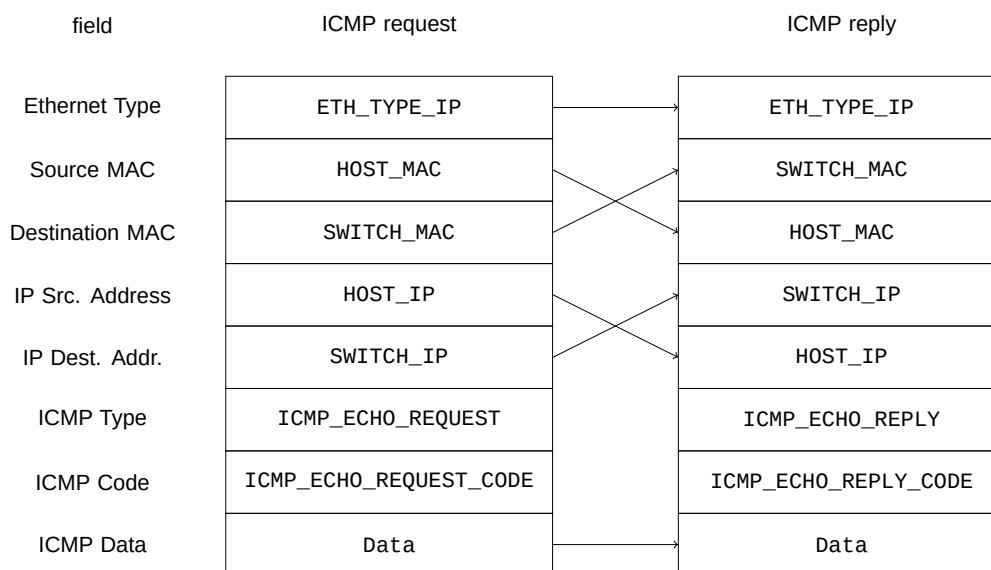 field ICMP request ICMP reply
Ethernet Type ETH_TYPE_IP ETH_TYPE_IP
Source MAC HOST_MAC SWITCH_MAC
Destination MAC SWITCH_MAC HOST_MAC
IP Src. Address HOST_IP SWITCH_IP
IP Dest. Addr. SWITCH_IP HOST_IP
ICMP Type ICMP_ECHO_REQUEST ICMP_ECHO_REPLY
ICMP Code ICMP_ECHO_REQUEST_CODE ICMP_ECHO_REPLY_CODE
ICMP Data Data Data